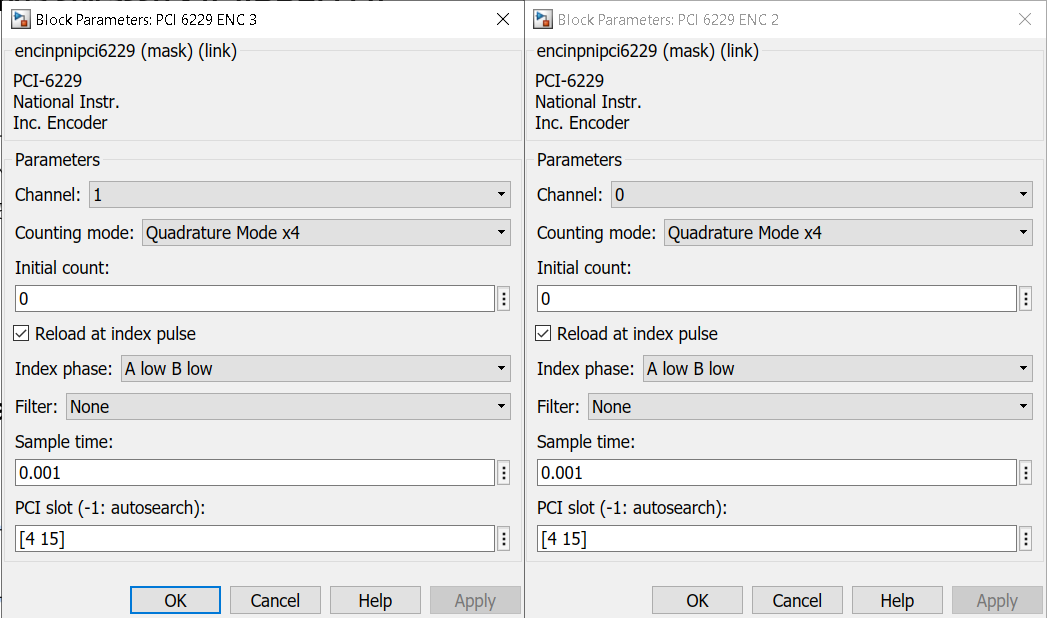 Block Parameters: PCI 6229 ENC 3
encinpnipci6229 (mask) (link)
PCI-6229
National Instr.
Inc. Encoder
Parameters
Channel: 1
Counting mode: Quadrature Mode x4
Initial count:
0
Reload at index pulse
Index phase: A low B low
Filter: None
Sample time:
0.001
PCI slot (-1: autosearch):
[4 15]
OK Cancel Help Apply
Block Parameters: PCI 6229 ENC 2
encinpnipci6229 (mask) (link)
PCI-6229
National Instr.
Inc. Encoder
Parameters
Channel: 0
Counting mode: Quadrature Mode x4
Initial count:
0
Reload at index pulse
Index phase: A low B low
Filter: None
Sample time:
0.001
PCI slot (-1: autosearch):
[4 15]
OK Cancel Help Apply